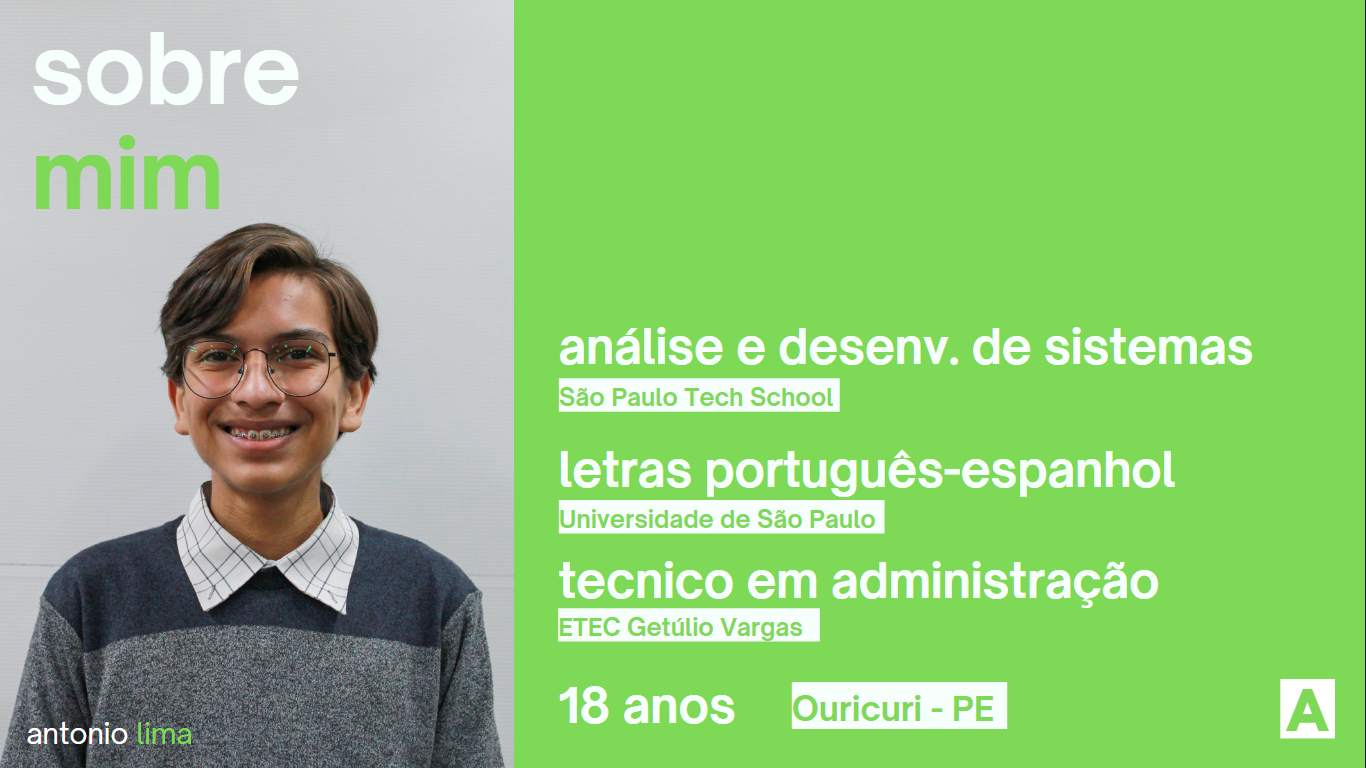 sobre
mim
antonio lima
análise e desenv. de sistemas
São Paulo Tech School
letras português-espanhol
Universidade de São Paulo
tecnico em administração
ETEC Getúlio Vargas
18 anos
Ouricuri - PE
A